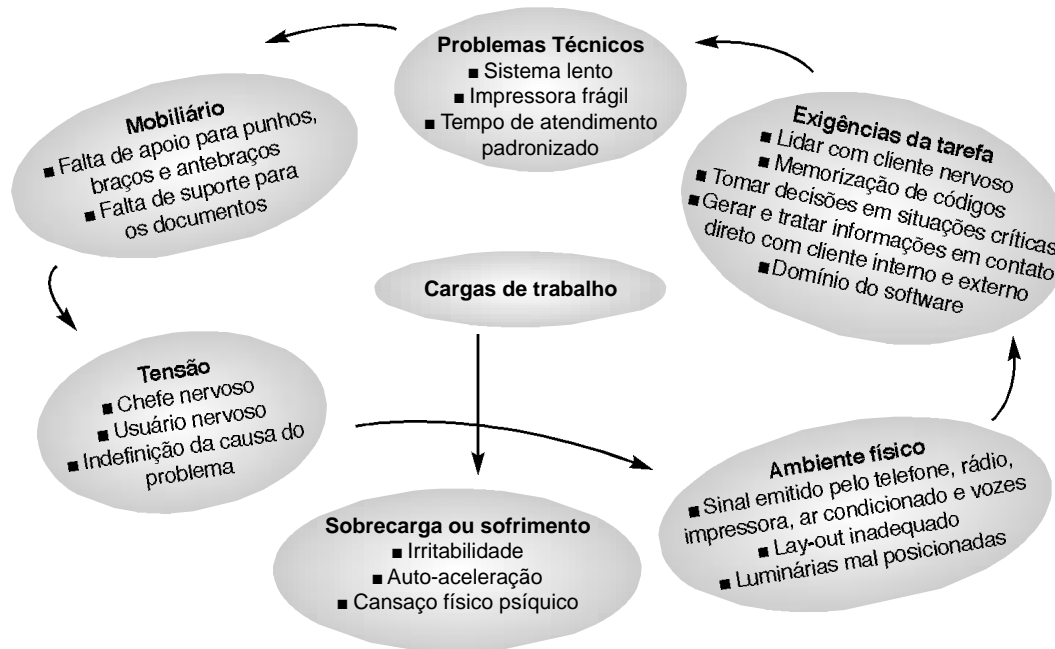 Problemas Técnicos
■ Sistema lento
■ Impressora frágil
■ Tempo de atendimento
padronizado
Mobiliário
■ Falta de apoio para punhos,
braços e antebraços
■ Falta de suporte para
os documentos
Exigências da tarefa
■ Lidar com cliente nervoso
■ Memorização de códigos
■ Tomar decisões em situações críticas
■ Gerar e tratar informações em contato
direto com cliente interno e externo
■ Domínio do software
Cargas de trabalho
Tensão
■ Chefe nervoso
■ Usuário nervoso
■ Indefinição da causa do
problema
Ambiente físico
■ Sinal emitido pelo telefone, rádio,
impressora, ar condicionado e vozes
■ Lay-out inadequado
■ Luminárias mal posicionadas
Sobrecarga ou sofrimento
■ Irritabilidade
■ Auto-aceleração
■ Cansaço físico psíquico